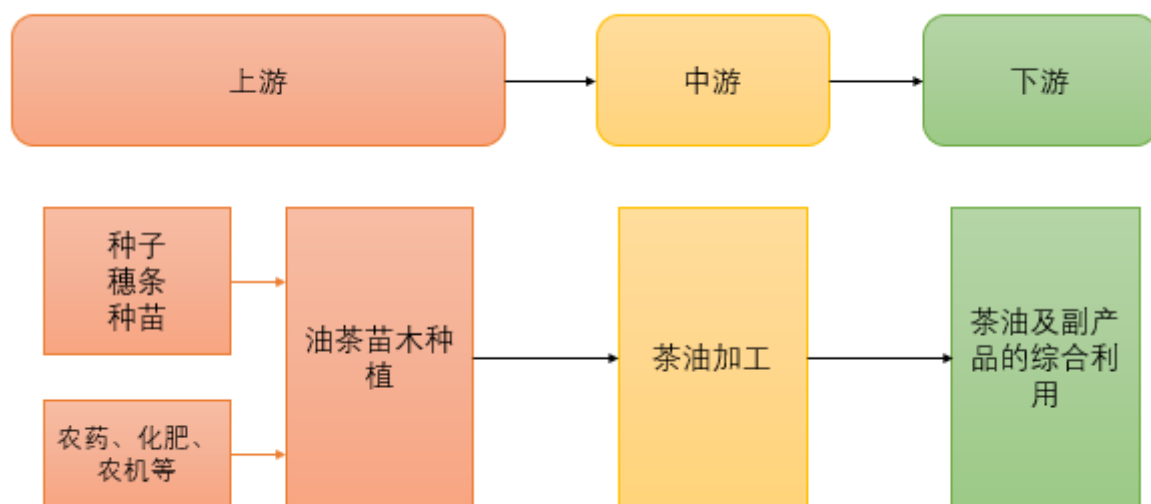 上游
中游
下游
种子
穗条
种苗
油茶苗木种
植
茶油加工
茶油及副产
品的综合利
用
农药、化肥、
农机等